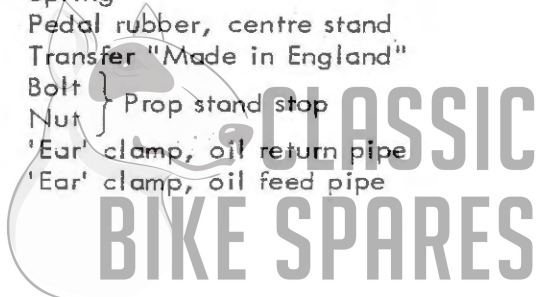 Spring
Pedal rubber, centre stand
Transfer "Made in England"
Bolt
Nut } Prop stand stop
'Ear' clamp, oil return pipe
'Ear' clamp, oil feed pipe
CLASSIC
BIKE SPARES